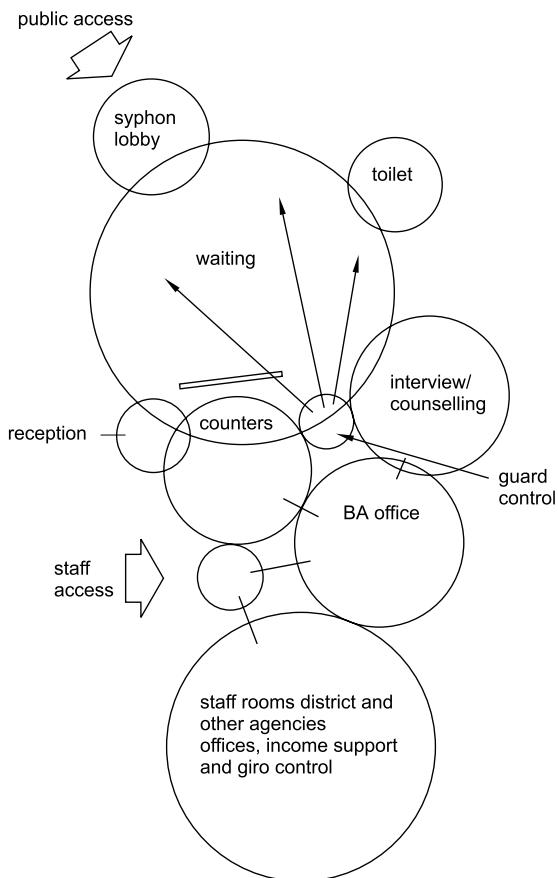 public access
syphon
lobby
toilet
waiting
interview/
counselling
reception
counters
guard
control
BA office
staff
access
staff rooms district and
other agencies
offices, income support
and giro control